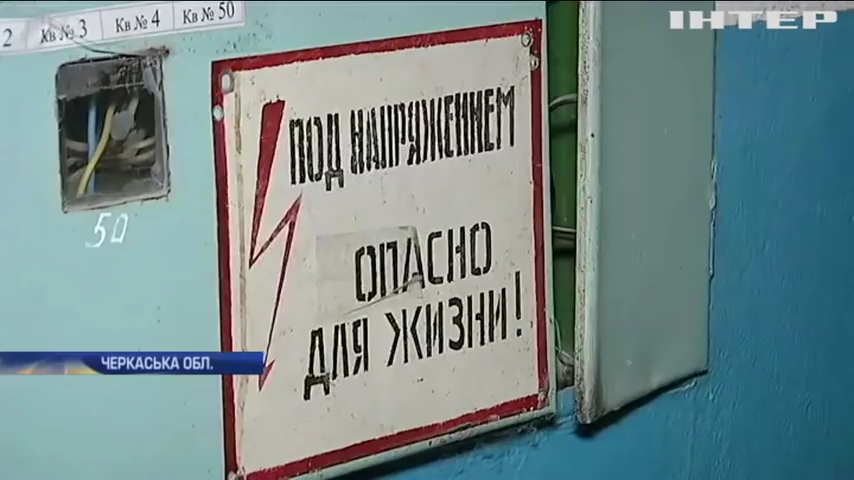 2 Кв № 3 Кв № 4 Кв № 50
ІНТЕР
50
ПОД НАПРЯЖЕНИЕМ
ОПАСНО
ДЛЯ ЖИЗНИ!
ЧЕРКАСЬКА ОБЛ.